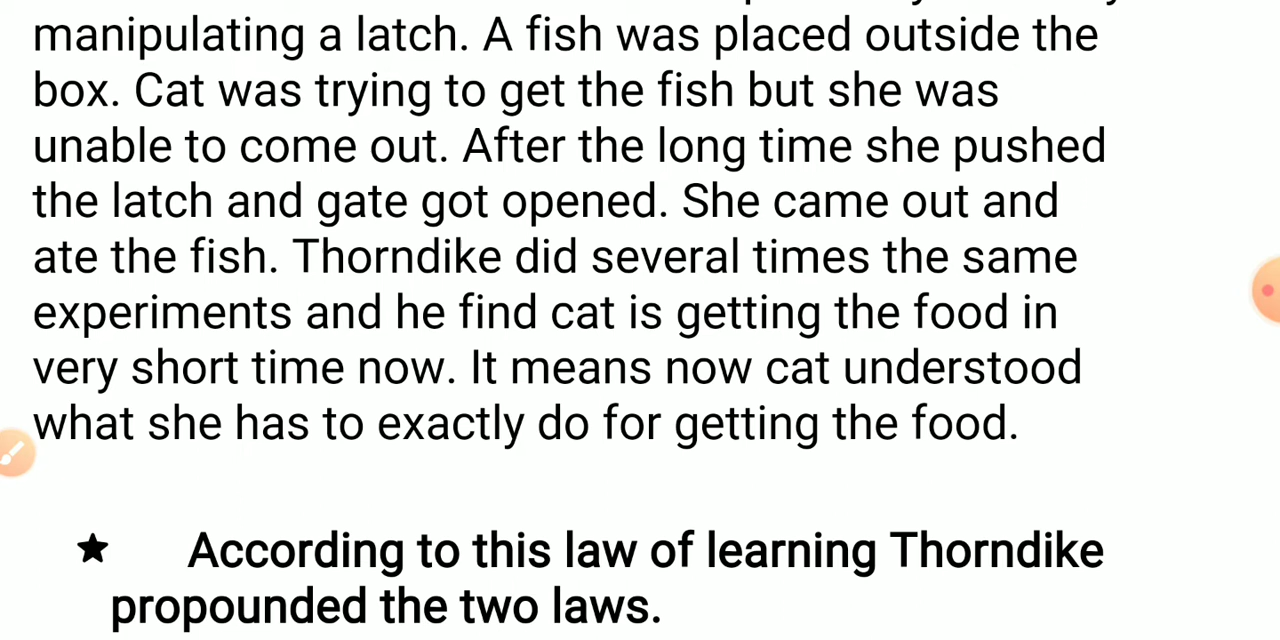 manipulating a latch. A fish was placed outside the
box. Cat was trying to get the fish but she was
unable to come out. After the long time she pushed
the latch and gate got opened. She came out and
ate the fish. Thorndike did several times the same
experiments and he find cat is getting the food in
very short time now. It means now cat understood
what she has to exactly do for getting the food.
★ According to this law of learning Thorndike
propounded the two laws.